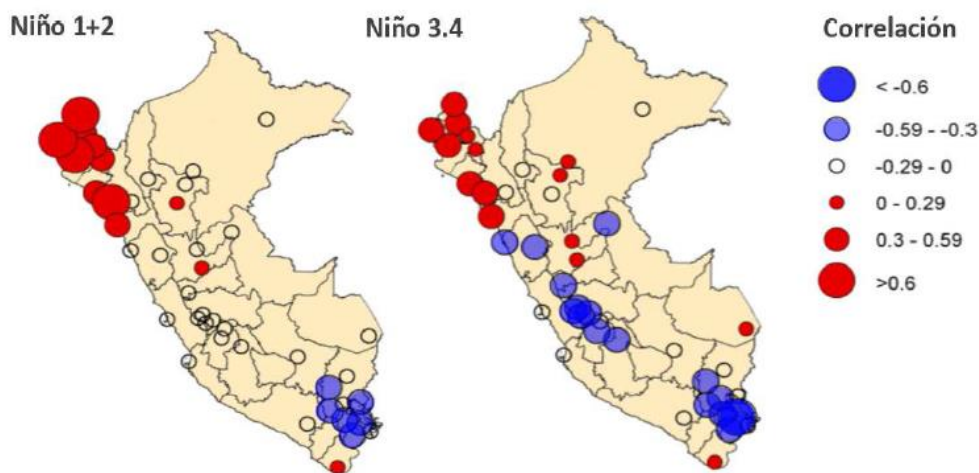 Niño 1+2
Niño 3.4
Correlación
< -0.6
-0.59 - -0.3
-0.29 - 0
0 - 0.29
0.3 - 0.59
>0.6